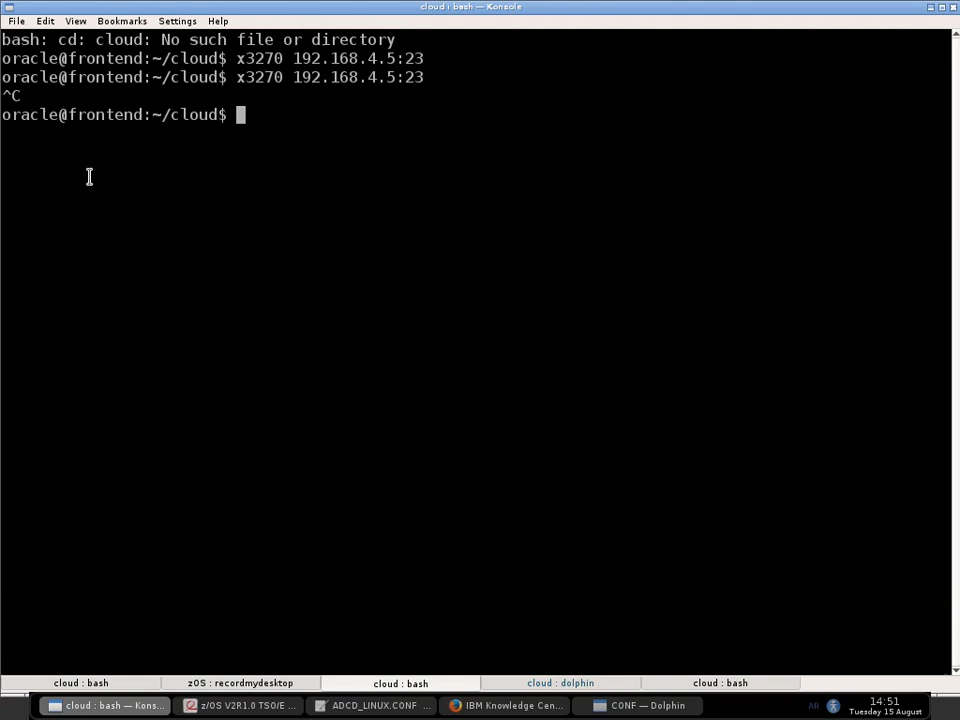 cloud : bash — Konsole
File Edit View Bookmarks Settings Help
bash: cd: cloud: No such file or directory
oracle@frontend:~/cloud$ x3270 192.168.4.5:23
oracle@frontend:~/cloud$ x3270 192.168.4.5:23
^C
oracle@frontend:~/cloud$
cloud : bash zOS : recordmydesktop cloud : bash cloud : dolphin cloud : bash
cloud : bash — Kons... z/OS V2R1.0 TSO/E ... ADCD_LINUX.CONF ... IBM Knowledge Cen... CONF — Dolphin AR 14:51
Tuesday 15 August